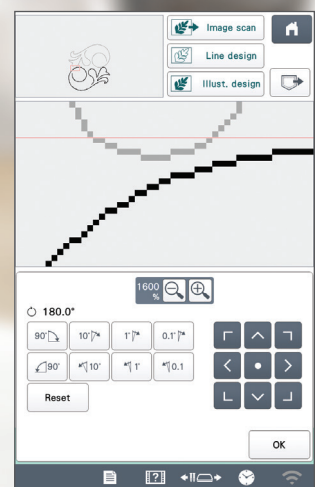 Image scan
Line design
Illust. design
1600
%
180.0°
90°
10°
1°
0.1°
90°
10°
1°
0.1
Reset
OK